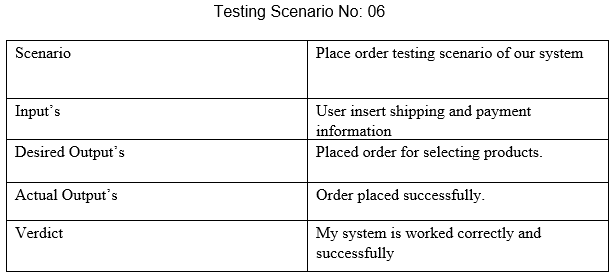 Testing Scenario No: 06
Scenario
Place order testing scenario of our system
Input’s
User insert shipping and payment
information
Desired Output’s
Placed order for selecting products.
Actual Output’s
Order placed successfully.
Verdict
My system is worked correctly and
successfully